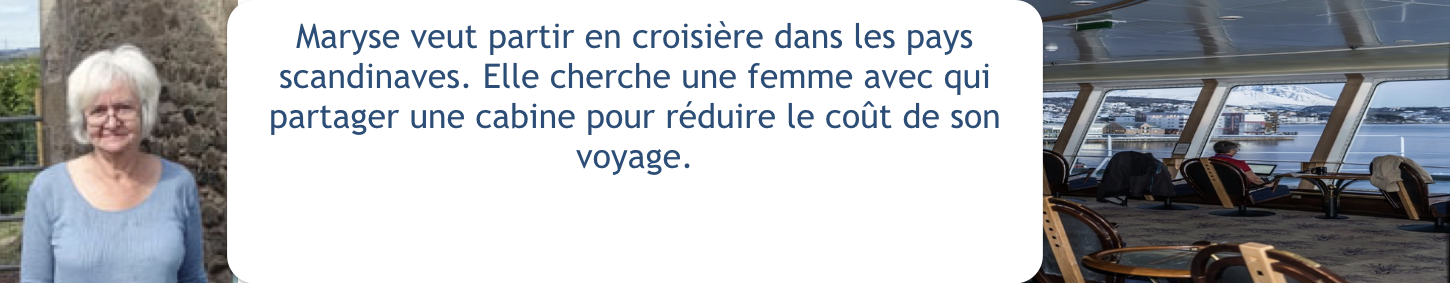 Maryse veut partir en croisière dans les pays
scandinaves. Elle cherche une femme avec qui
partager une cabine pour réduire le coût de son
voyage.